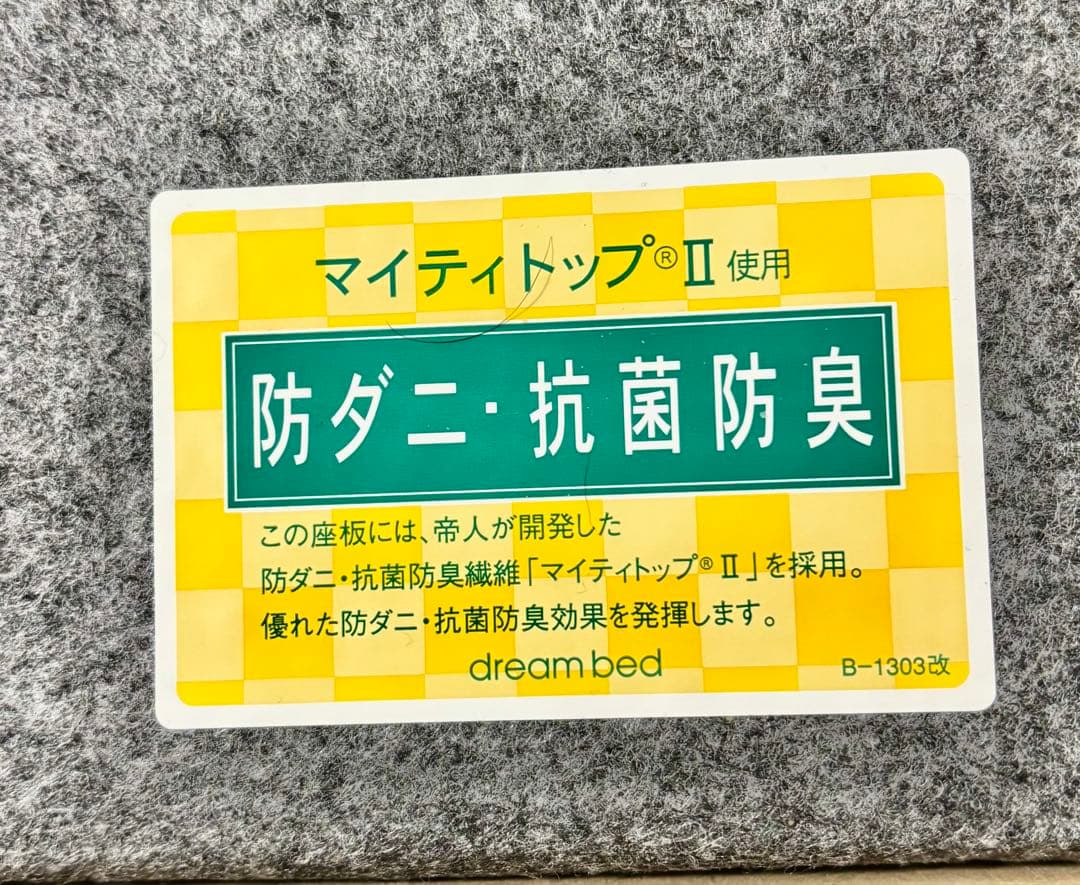 マイティトップ®Ⅱ使用
防ダニ・抗菌防臭
この座板には、帝人が開発した
防ダニ・抗菌防臭繊維「マイティトップ®Ⅱ」を採用。
優れた防ダニ・抗菌防臭効果を発揮します。
dream bed
B-1303改